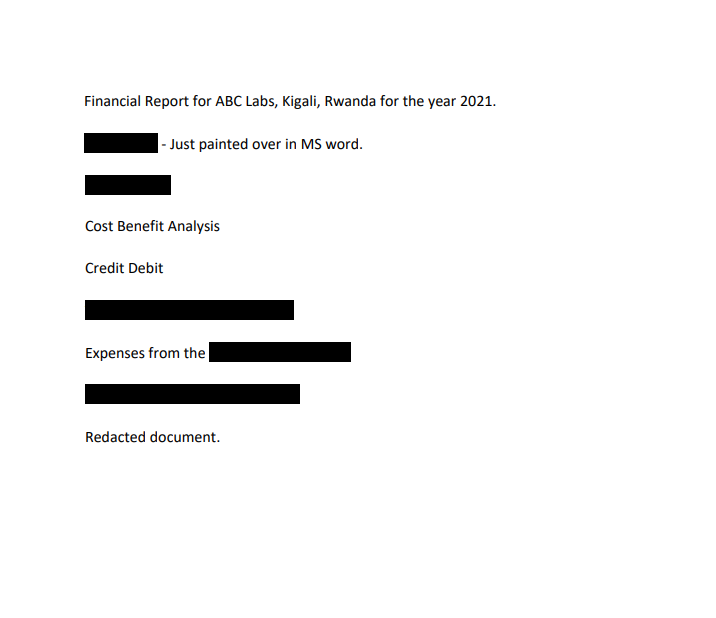 Financial Report for ABC Labs, Kigali, Rwanda for the year 2021.
- Just painted over in MS word.
Cost Benefit Analysis
Credit Debit
Expenses from the
Redacted document.